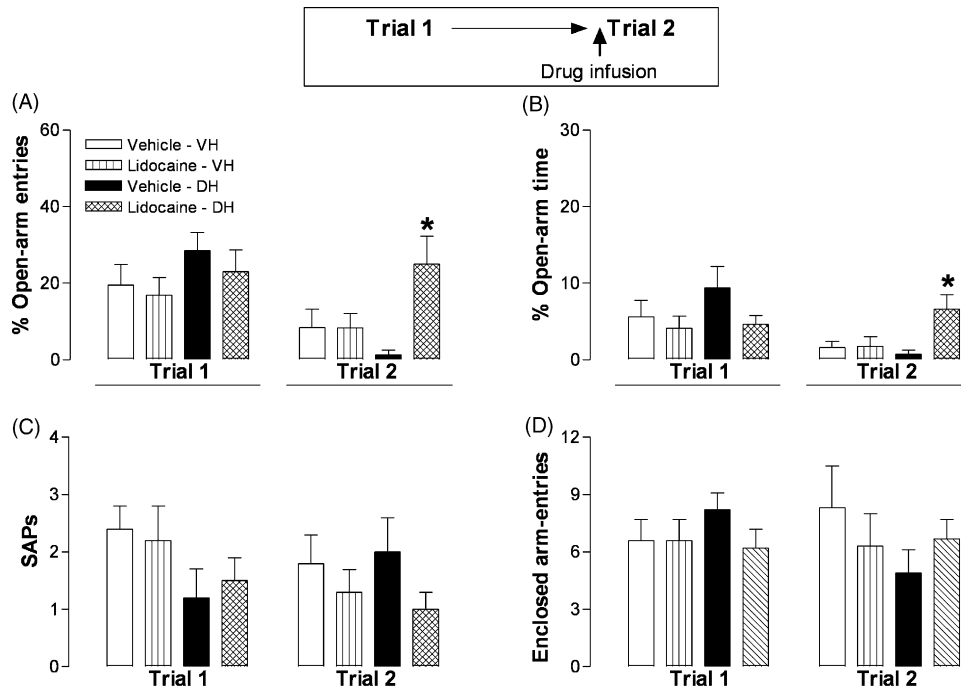 Trial 1 Trial 2
Drug infusion
(A)
% Open-arm entries
60
40
20
0
Vehicle - VH
Lidocaine - VH
Vehicle - DH
Lidocaine - DH
*
Trial 1 Trial 2
(B)
% Open-arm time
30
20
10
0
*
Trial 1 Trial 2
(C)
SAPs
4
3
2
1
0
Trial 1 Trial 2
(D)
Enclosed arm-entries
12
9
6
3
0
Trial 1 Trial 2